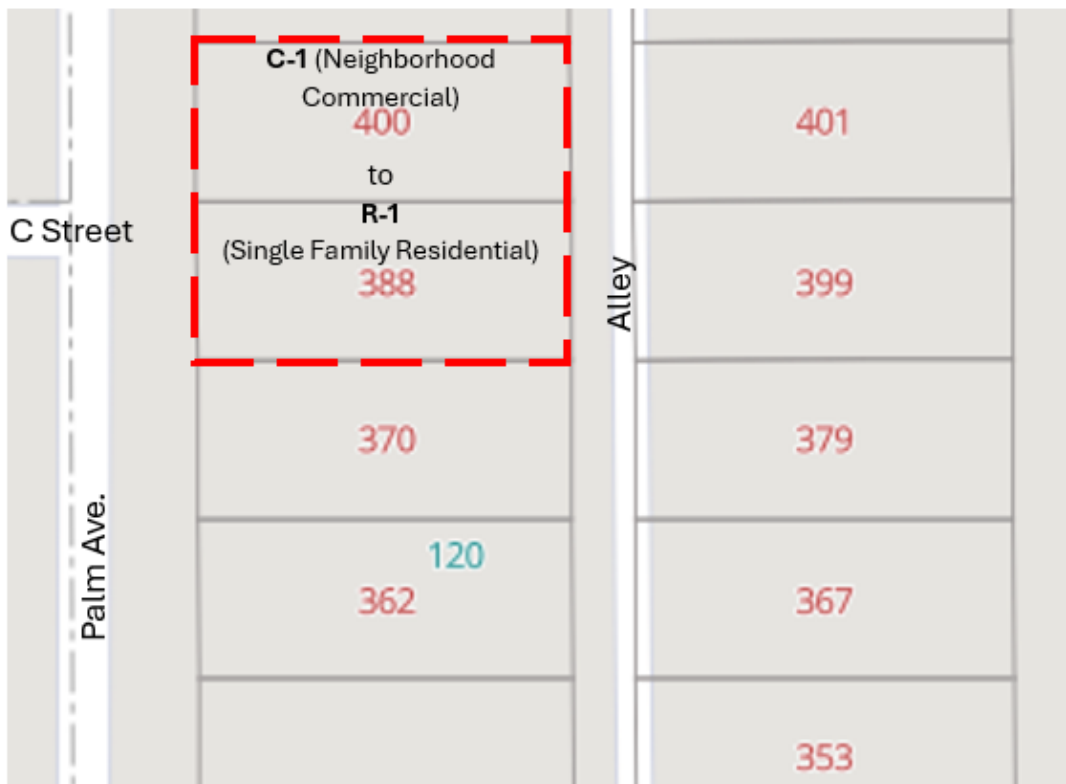 C-1 (Neighborhood
Commercial)
400
401
to
R-1
C Street
(Single Family Residential)
388
399
Alley
370
379
120
Palm Ave.
362
367
353